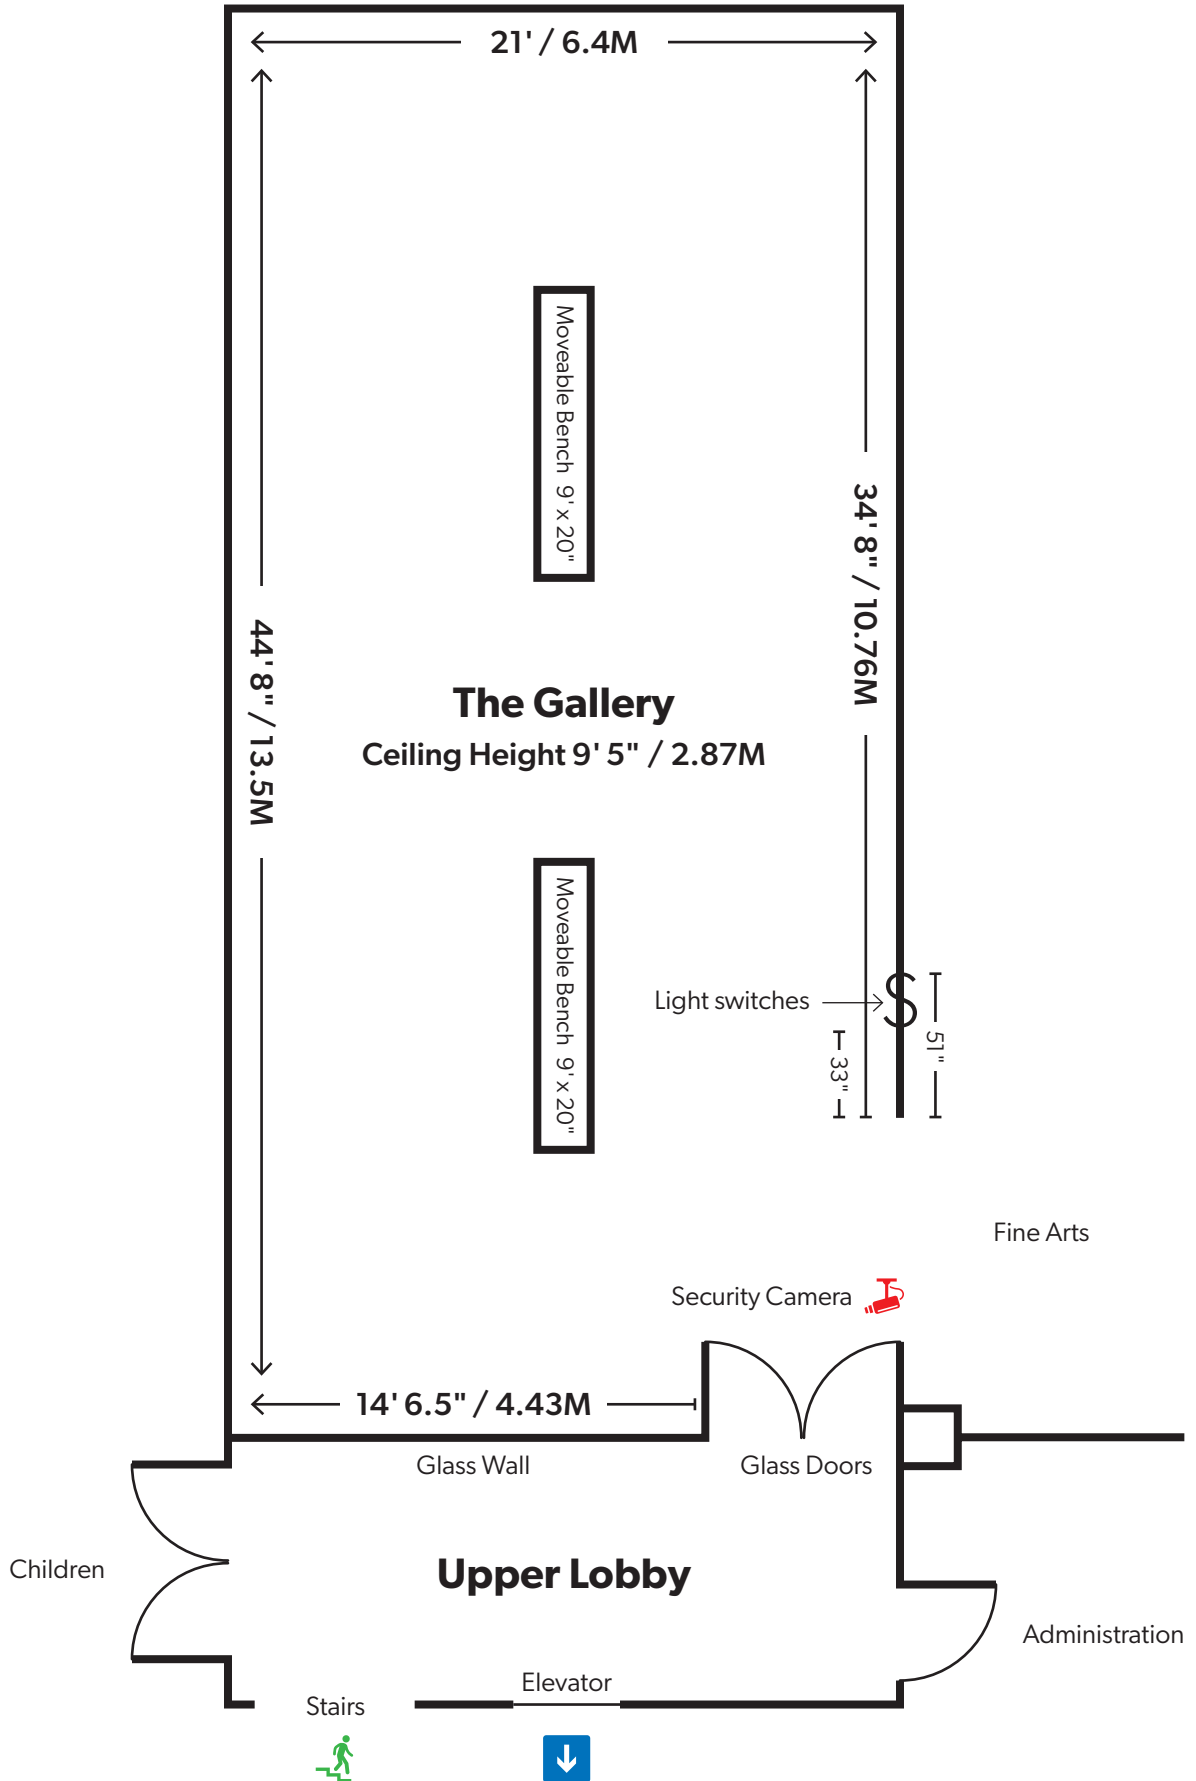 21' / 6.4M
Moveable Bench 9' x 20"
34' 8" / 10.76M
44' 8" / 13.5M
The Gallery
Ceiling Height 9' 5" / 2.87M
Moveable Bench 9' x 20"
Light switches
51"
33"
Fine Arts
Security Camera
14' 6.5" / 4.43M
Glass Wall
Glass Doors
Children
Upper Lobby
Administration
Elevator
Stairs